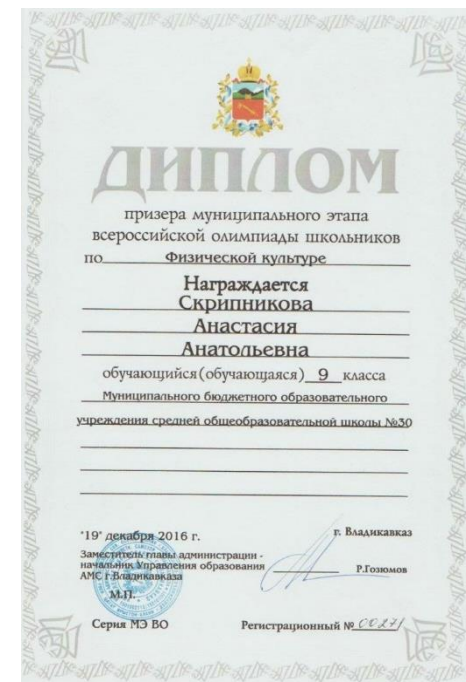 ДИПЛОМ
призера муниципального этапа
всероссийской олимпиады школьников
по Физической культуре
Награждается
Скрипникова
Анастасия
Анатольевна
обучающийся(обучающаяся) 9 класса
Муниципального бюджетного образовательного
учреждения средней общеобразовательной школы №30
"19" декабря 2016 г.
г. Владикавказ
Заместитель главы администрации -
начальник Управления образования
АМС г.Владикавказа
Р.Гозюмов
М.П.
Серия МЭ ВО
Регистрационный № 00271